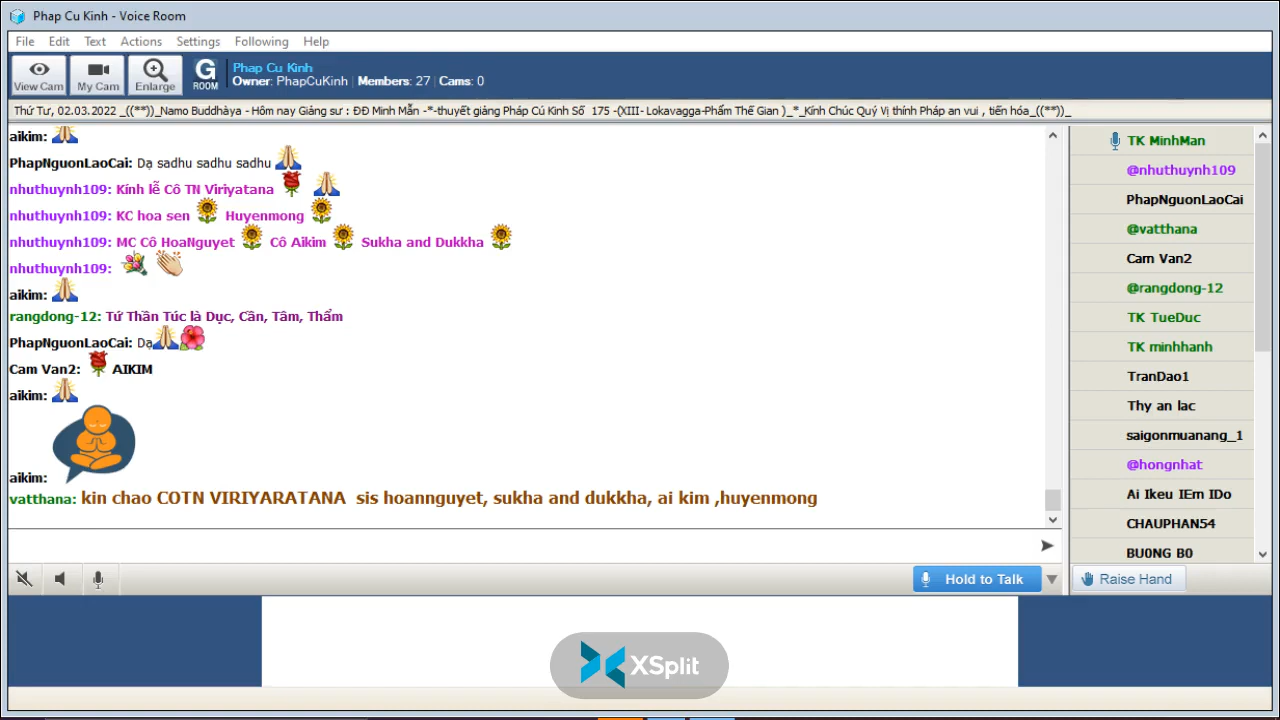 Phap Cu Kinh - Voice Room
File Edit Text Actions Settings Following Help
View Cam My Cam Enlarge G ROOM
Phap Cu Kinh
Owner: PhapCuKinh Members: 27 Cams: 0
Thứ Tư, 02.03.2022 _((**))_Namo Buddhàya - Hôm nay Giảng sư : ĐĐ Minh Mẫn -*-thuyết giảng Pháp Cú Kinh Số 175 -(XIII- Lokavagga-Phẩm Thế Gian )_*_Kính Chúc Quý Vị thính Pháp an vui , tiến hóa_((**))_
aikim:
PhapNguonLaoCai: Dạ sadhu sadhu sadhu
nhuthuynh109: Kính lễ Cô TN Viriyatana
nhuthuynh109: KC hoa sen Huyenmong
nhuthuynh109: MC Cô HoaNguyet Cô Aikim Sukha and Dukkha
nhuthuynh109:
aikim:
rangdong-12: Tứ Thần Túc là Dục, Cần, Tâm, Thẩm
PhapNguonLaoCai: Dạ
Cam Van2: AIKIM
aikim:
aikim:
vatthana: kin chao COTN VIRIYARATANA sis hoannguyet, sukha and dukkha, ai kim ,huyenmong
TK MinhMan
@nhuthuynh109
PhapNguonLaoCai
@vatthana
Cam Van2
@rangdong-12
TK TueDuc
TK minhhanh
TranDao1
Thy an lac
saigonmuanang_1
@hongnhat
Ai Ikeu IEm IDo
CHAUPHAN54
BU0NG B0
Hold to Talk
Raise Hand
XSplit